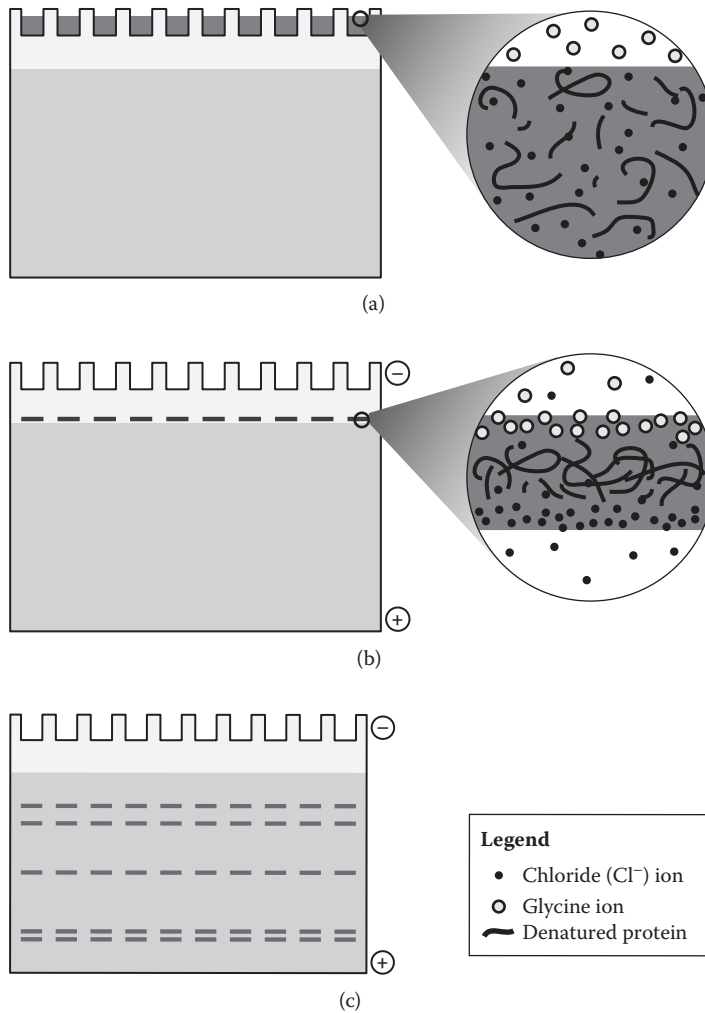 (a)
−
+
(b)
−
+
(c)
Legend
Chloride (Cl⁻) ion
Glycine ion
Denatured protein